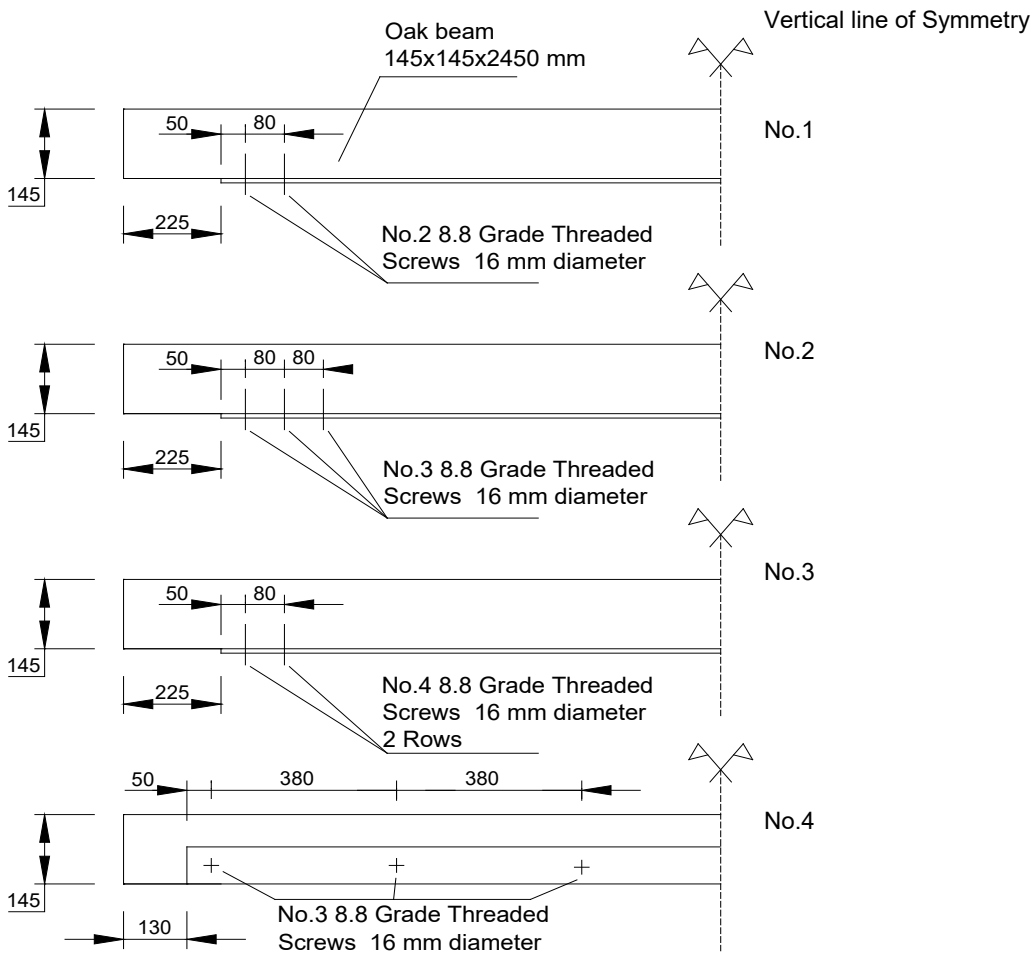 Vertical line of Symmetry
Oak beam
145x145x2450 mm
50
80
No.1
145
225
No.2 8.8 Grade Threaded
Screws 16 mm diameter
50
80
80
No.2
145
225
No.3 8.8 Grade Threaded
Screws 16 mm diameter
50
80
No.3
145
225
No.4 8.8 Grade Threaded
Screws 16 mm diameter
2 Rows
50
380
380
No.4
145
130
No.3 8.8 Grade Threaded
Screws 16 mm diameter